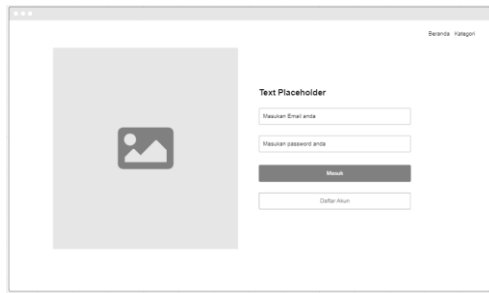 Beranda Kategori
Text Placeholder
Masukan Email anda
Masukan password anda
Masuk
Daftar Akun